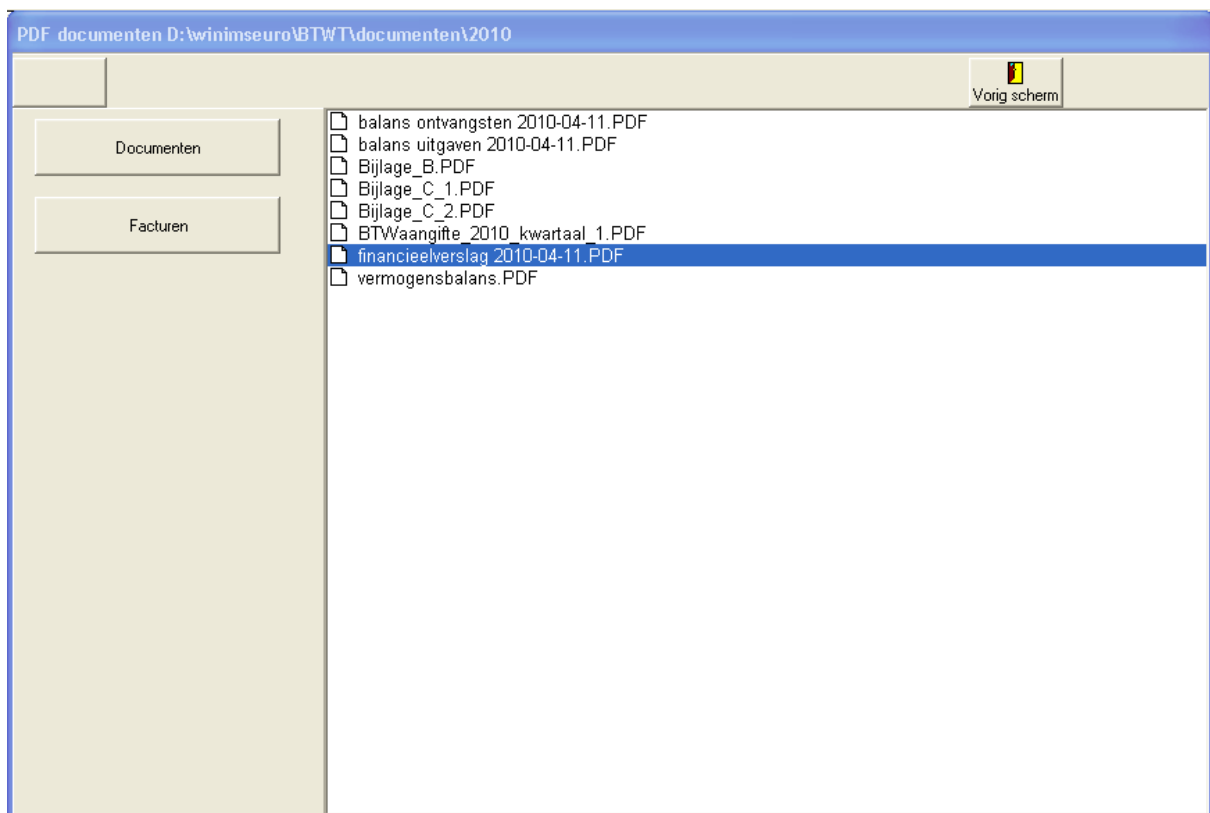 PDF documenten D:\winimseuro\BTWT\documenten\2010
Vorig scherm
Documenten
Facturen
balans ontvangsten 2010-04-11.PDF
balans uitgaven 2010-04-11.PDF
Bijlage_B.PDF
Bijlage_C_1.PDF
Bijlage_C_2.PDF
BTWaangifte_2010_kwartaal_1.PDF
financieelverslag 2010-04-11.PDF
vermogensbalans.PDF